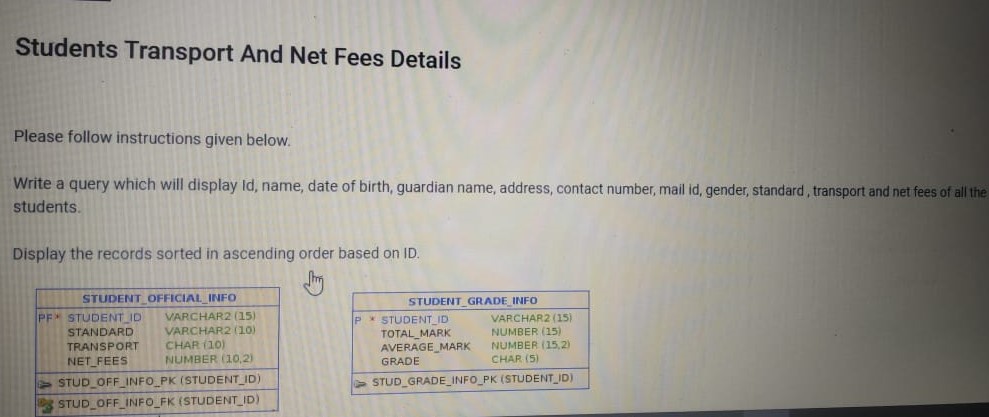 Students Transport And Net Fees Details
Please follow instructions given below.
Write a query which will display Id, name, date of birth, guardian name, address, contact number, mail id, gender, standard , transport and net fees of all the
students.
Display the records sorted in ascending order based on ID.
STUDENT_OFFICIAL_INFO
PF* STUDENT_ID VARCHAR2 (15)
STANDARD VARCHAR2 (10)
TRANSPORT CHAR (10)
NET_FEES NUMBER (10,2)
STUD_OFF_INFO_PK (STUDENT_ID)
STUD_OFF_INFO_FK (STUDENT_ID)
STUDENT_GRADE_INFO
P * STUDENT_ID VARCHAR2 (15)
TOTAL_MARK NUMBER (15)
AVERAGE_MARK NUMBER (15,2)
GRADE CHAR (5)
STUD_GRADE_INFO_PK (STUDENT_ID)